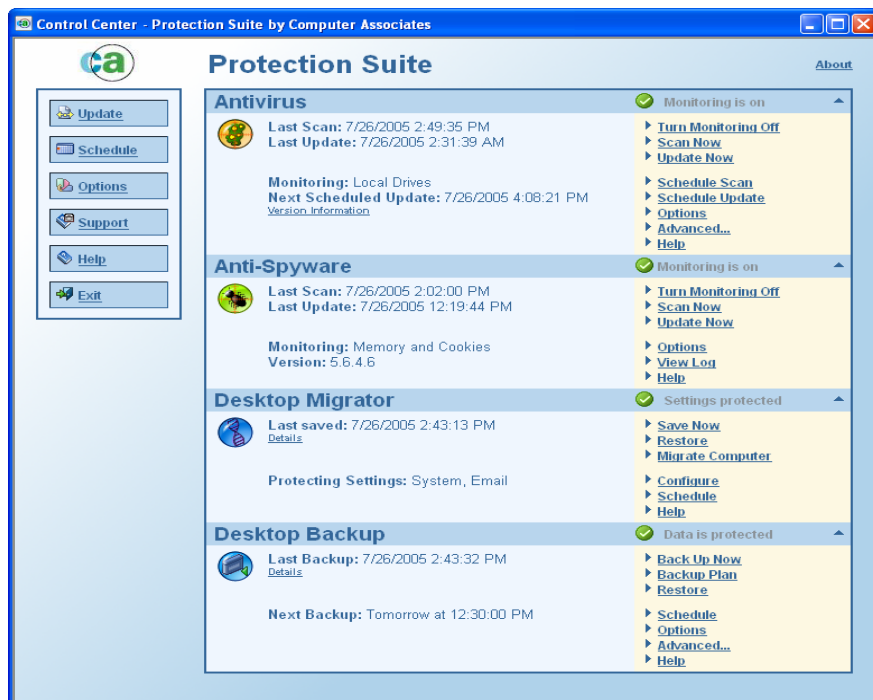 Control Center - Protection Suite by Computer Associates
ca
Protection Suite
About
Update
Schedule
Options
Support
Help
Exit
Antivirus
Monitoring is on
Last Scan: 7/26/2005 2:49:35 PM
Last Update: 7/26/2005 2:31:39 AM
Monitoring: Local Drives
Next Scheduled Update: 7/26/2005 4:08:21 PM
Version Information
Turn Monitoring Off
Scan Now
Update Now
Schedule Scan
Schedule Update
Options
Advanced...
Help
Anti-Spyware
Monitoring is on
Last Scan: 7/26/2005 2:02:00 PM
Last Update: 7/26/2005 12:19:44 PM
Monitoring: Memory and Cookies
Version: 5.6.4.6
Turn Monitoring Off
Scan Now
Update Now
Options
View Log
Help
Desktop Migrator
Settings protected
Last saved: 7/26/2005 2:43:13 PM
Details
Protecting Settings: System, Email
Save Now
Restore
Migrate Computer
Configure
Schedule
Help
Desktop Backup
Data is protected
Last Backup: 7/26/2005 2:43:32 PM
Details
Next Backup: Tomorrow at 12:30:00 PM
Back Up Now
Backup Plan
Restore
Schedule
Options
Advanced...
Help